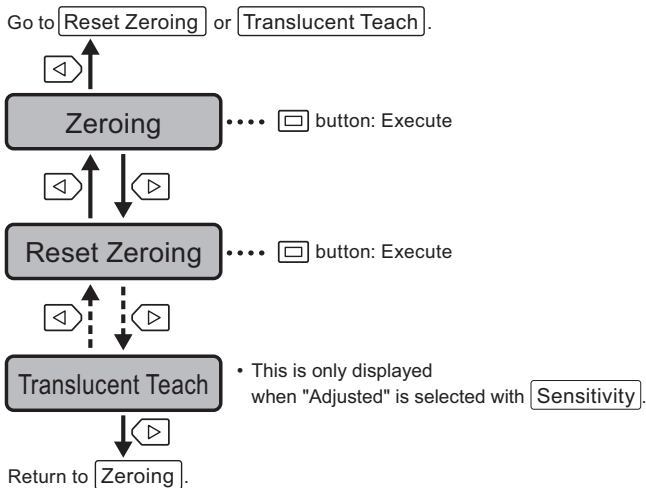 Go to Reset Zeroing or Translucent Teach.
Zeroing
button: Execute
Reset Zeroing
button: Execute
Translucent Teach
• This is only displayed
when "Adjusted" is selected with Sensitivity.
Return to Zeroing.